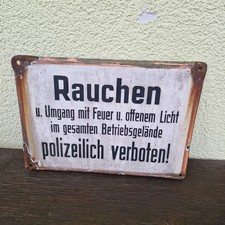 Rauchen
u. Umgang mit Feuer u. offenem Licht
im gesamten Betriebsgelände
polizeilich verboten!